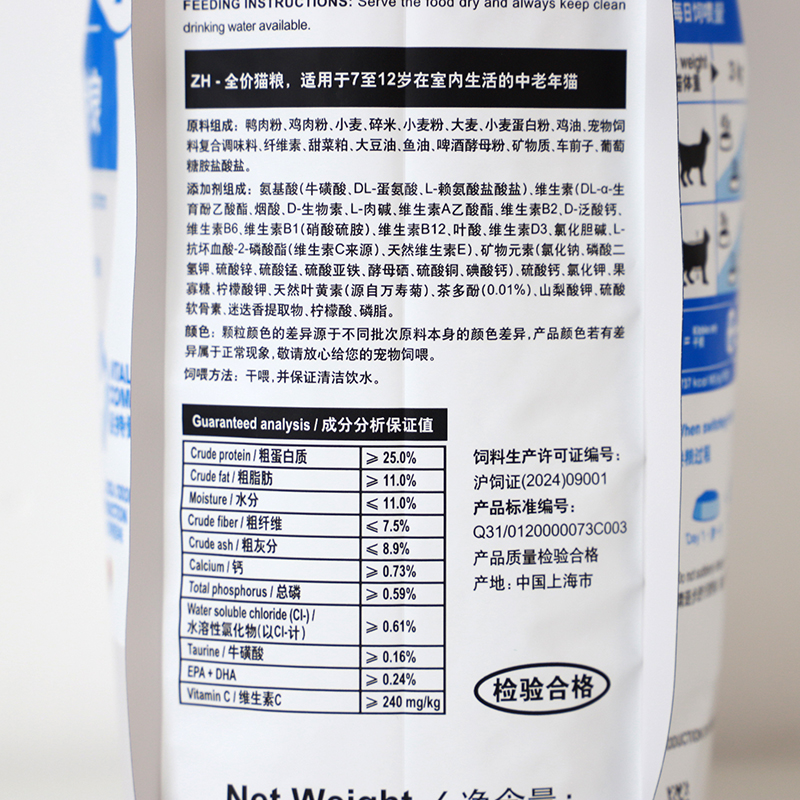 FEEDING INSTRUCTIONS: Serve the food dry and always keep clean
drinking water available.
ZH - 全价猫粮，适用于7至12岁在室内生活的中老年猫
原料组成：鸭肉粉、鸡肉粉、小麦、碎米、小麦粉、大麦、小麦蛋白粉、鸡油、宠物饲
料复合调味料、纤维素、甜菜粕、大豆油、鱼油、啤酒酵母粉、矿物质、车前子、葡萄
糖胺盐酸盐。
添加剂组成：氨基酸(牛磺酸、DL-蛋氨酸、L-赖氨酸盐酸盐)、维生素(DL-α-生
育酚乙酸酯、烟酸、D-生物素、L-肉碱、维生素A乙酸酯、维生素B2、D-泛酸钙、
维生素B6、维生素B1(硝酸硫胺)、维生素B12、叶酸、维生素D3、氯化胆碱、L-
抗坏血酸-2-磷酸酯(维生素C来源)、天然维生素E)、矿物元素(氯化钠、磷酸二
氢钾、硫酸锌、硫酸锰、硫酸亚铁、酵母硒、硫酸铜、碘酸钙)、硫酸钙、氯化钾、果
寡糖、柠檬酸钾、天然叶黄素(源自万寿菊)、茶多酚(0.01%)、山梨酸钾、硫酸
软骨素、迷迭香提取物、柠檬酸、磷脂。
颜色：颗粒颜色的差异源于不同批次原料本身的颜色差异，产品颜色若有差
异属于正常现象，敬请放心给您的宠物饲喂。
饲喂方法：干喂，并保证清洁饮水。
Guaranteed analysis / 成分分析保证值
Crude protein / 粗蛋白质 ⩾ 25.0%
Crude fat / 粗脂肪 ⩾ 11.0%
Moisture / 水分 ⩽ 11.0%
Crude fiber / 粗纤维 ⩽ 7.5%
Crude ash / 粗灰分 ⩽ 8.9%
Calcium / 钙 ⩾ 0.73%
Total phosphorus / 总磷 ⩾ 0.59%
Water soluble chloride (Cl-) /
水溶性氯化物(以Cl-计) ⩾ 0.61%
Taurine / 牛磺酸 ⩾ 0.16%
EPA + DHA ⩾ 0.24%
Vitamin C / 维生素C ⩾ 240 mg/kg
饲料生产许可证编号：
沪饲证(2024)09001
产品标准编号：
Q31/0120000073C003
产品质量检验合格
产地：中国上海市
检验合格
Net Weight / 净含量：
每日饲喂量
weight
When
Day 1